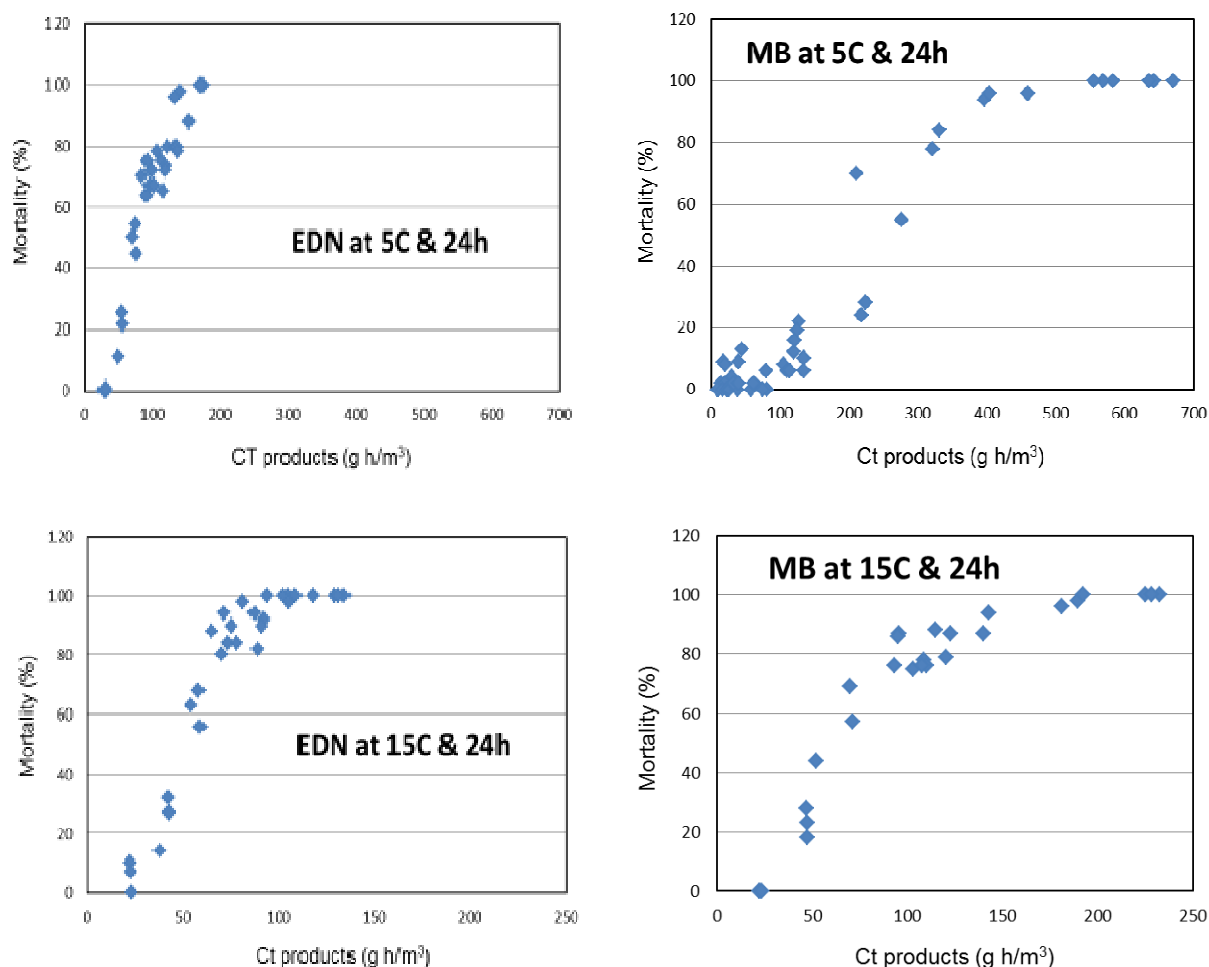 120
100
80
60
40
20
0
Mortality (%)
EDN at 5C & 24h
0 100 200 300 400 500 600 700
CT products (g h/m³)
120
100
80
60
40
20
0
Mortality (%)
MB at 5C & 24h
0 100 200 300 400 500 600 700
Ct products (g h/m³)
120
100
80
60
40
20
0
Mortality (%)
EDN at 15C & 24h
0 50 100 150 200 250
Ct products (g h/m³)
120
100
80
60
40
20
0
Mortality (%)
MB at 15C & 24h
0 50 100 150 200 250
Ct products (g h/m³)